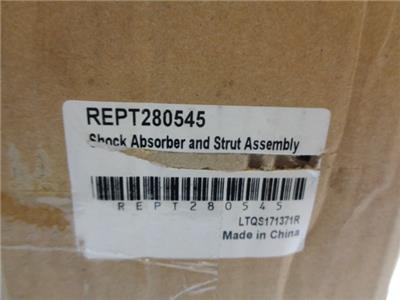 REPT280545
Shock Absorber and Strut Assembly
REPT280545
LTQS171371R
Made in China